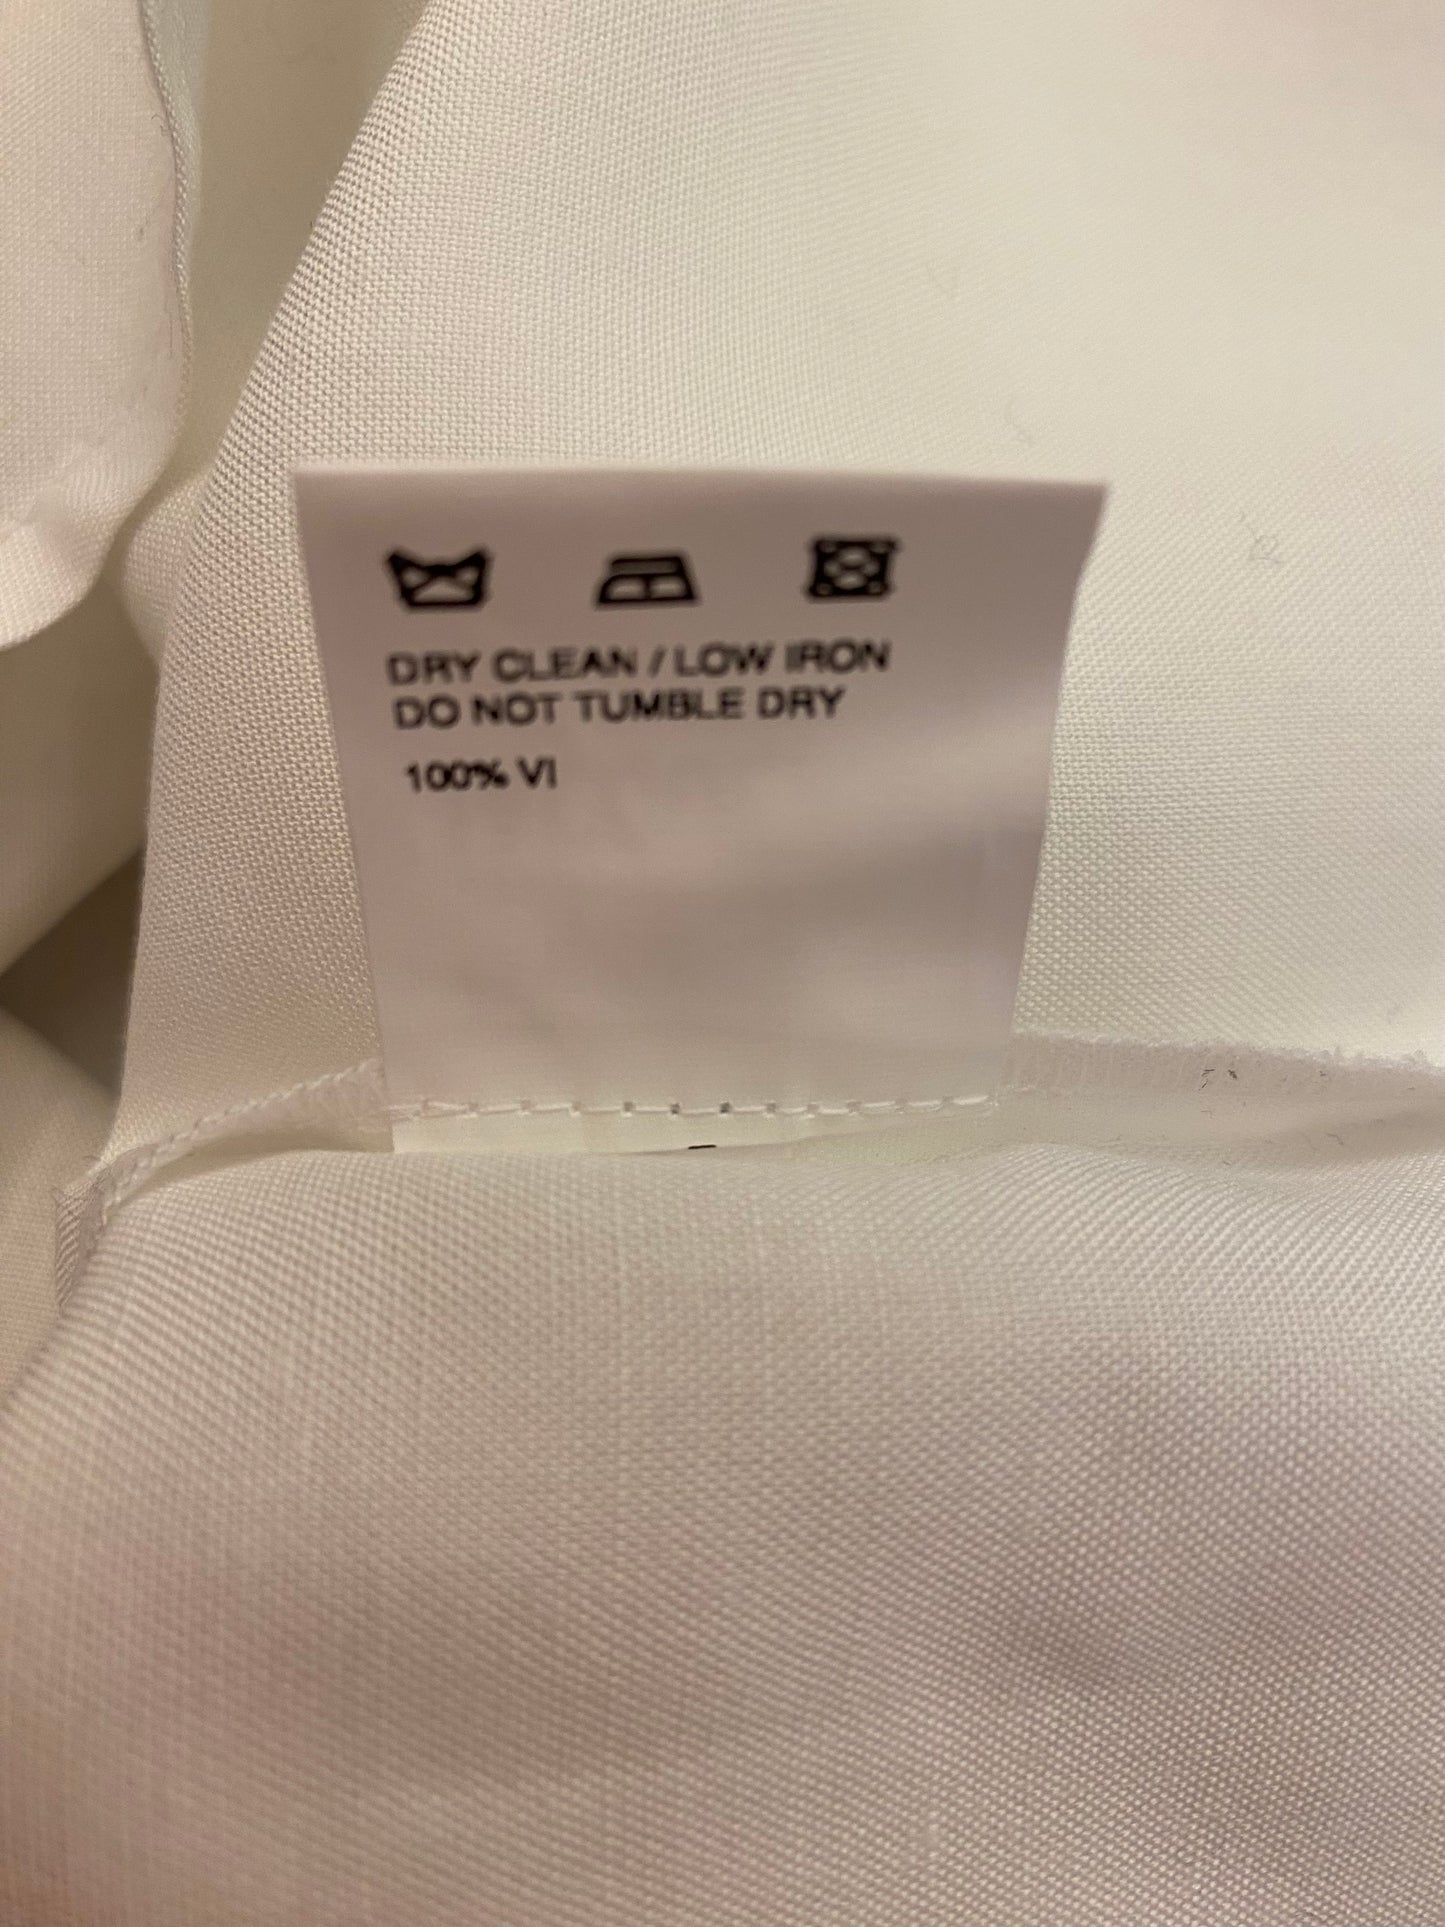 DRY CLEAN / LOW IRON
DO NOT TUMBLE DRY
100% VI